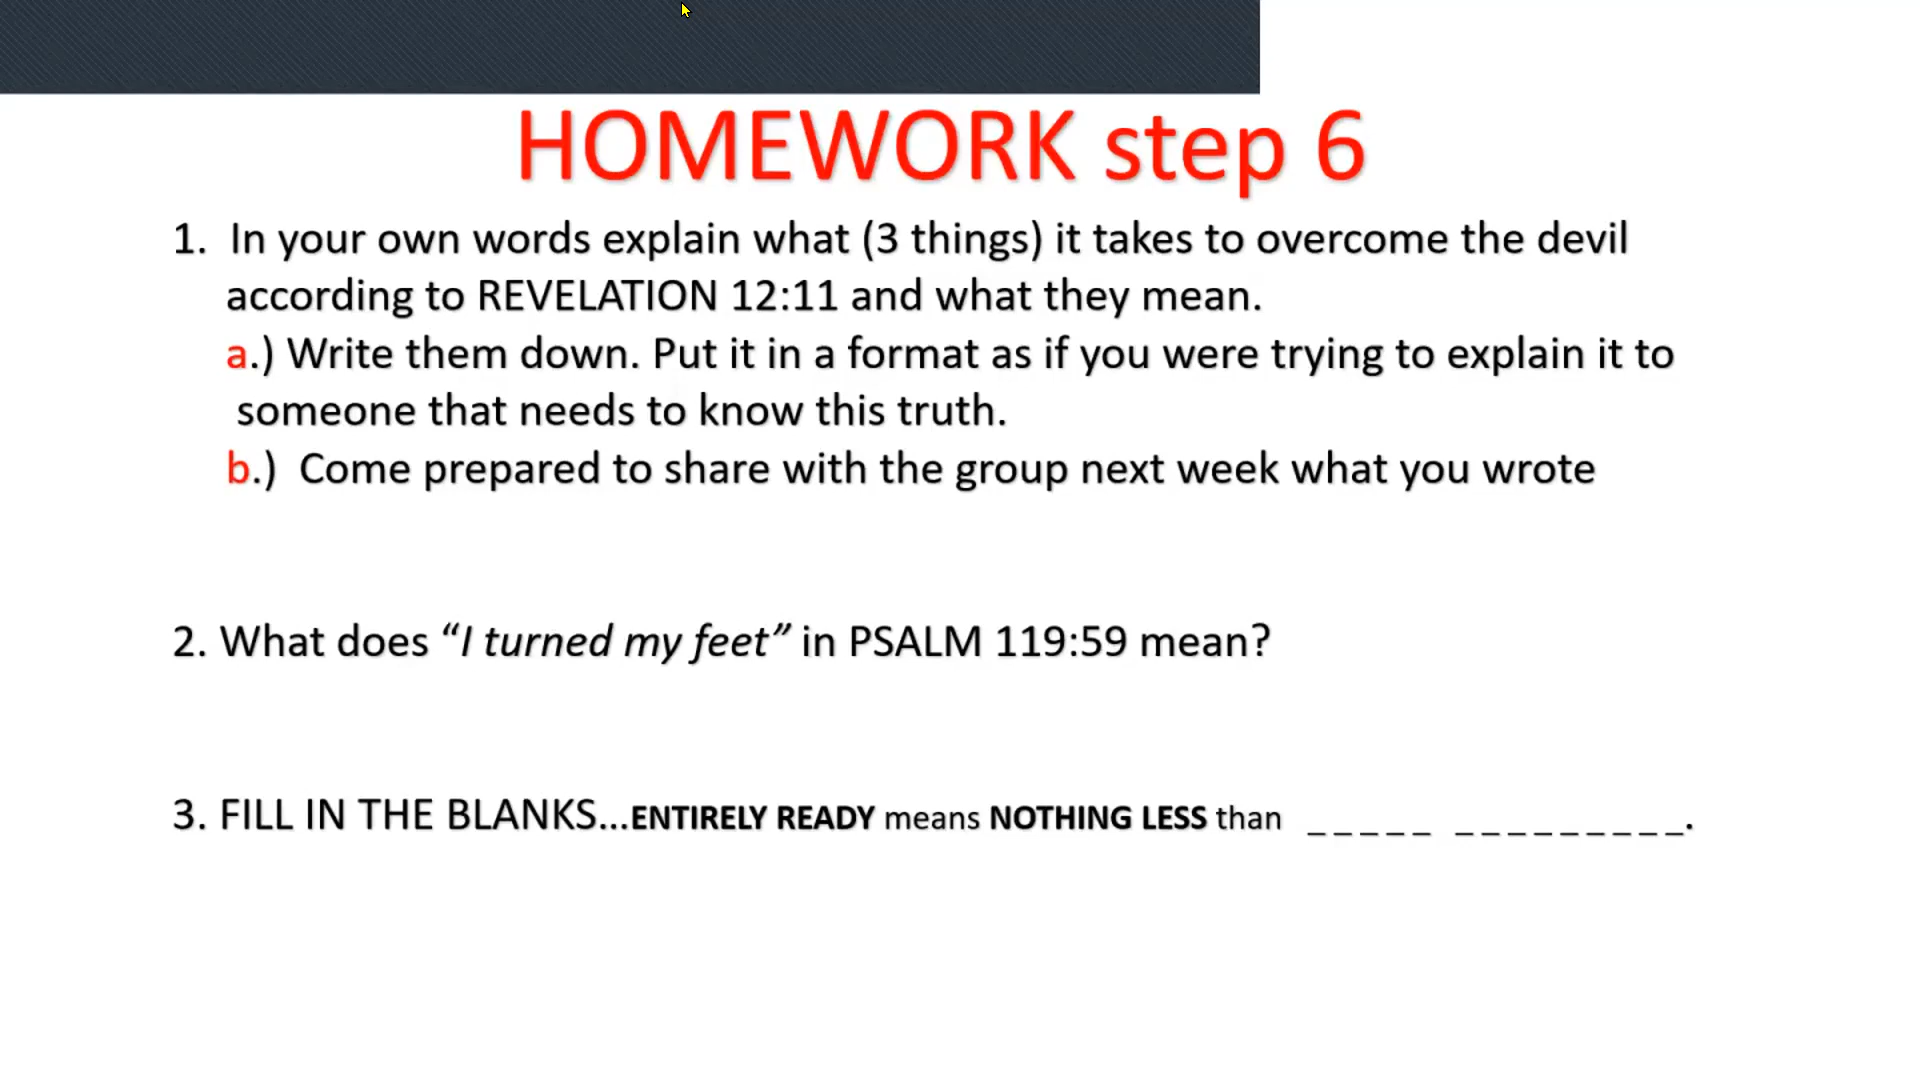 HOMEWORK step 6
1. In your own words explain what (3 things) it takes to overcome the devil
according to REVELATION 12:11 and what they mean.
a.) Write them down. Put it in a format as if you were trying to explain it to
someone that needs to know this truth.
b.) Come prepared to share with the group next week what you wrote
2. What does “I turned my feet” in PSALM 119:59 mean?
3. FILL IN THE BLANKS...ENTIRELY READY means NOTHING LESS than _ _ _ _ _ _ _ _ _ _ _ _ _ _.